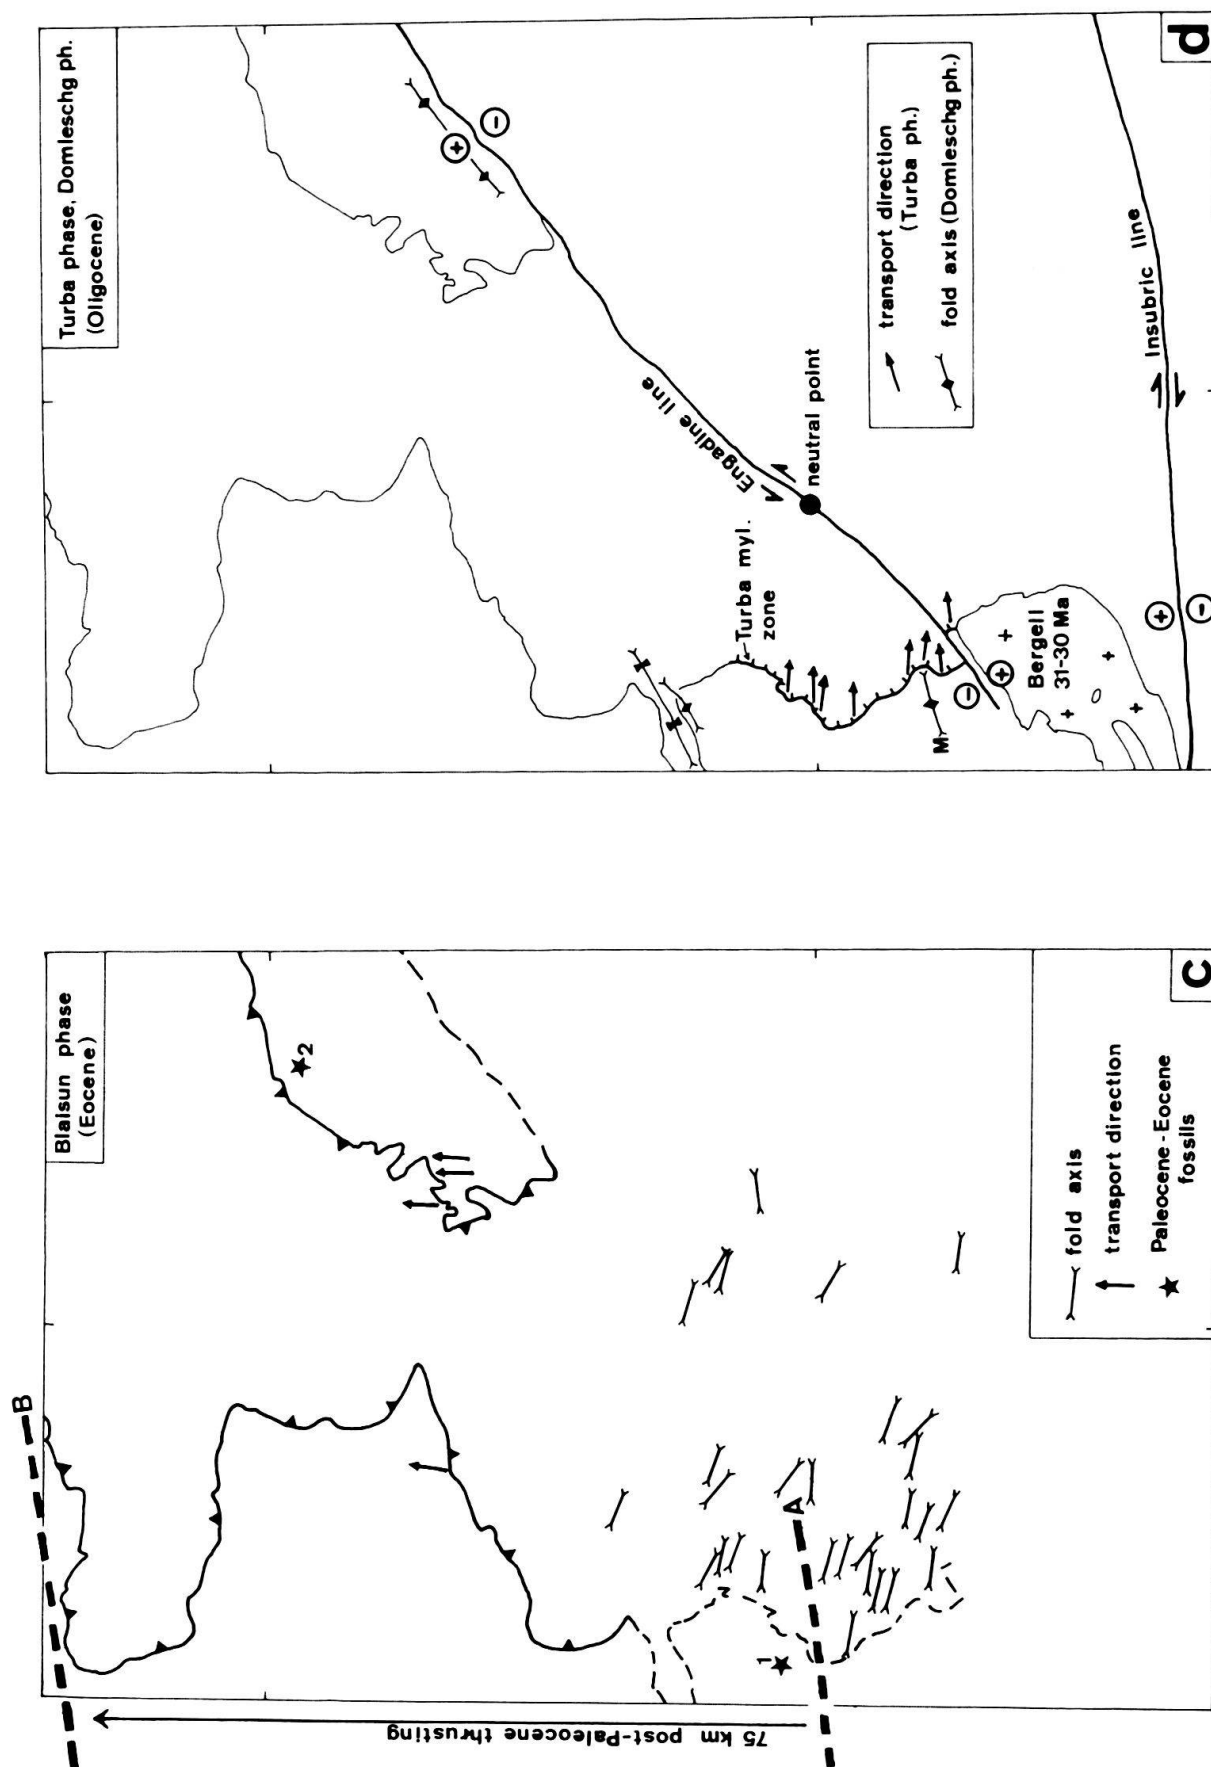 Blaisun phase
(Eocene)
B
2
1
A
75 km post-Paleocene thrusting
fold axis
transport direction
Paleocene-Eocene
fossils
c
Turba phase, Domleschg ph.
(Oligocene)
+
−
Engadine line
neutral point
Turba myl.
zone
M
−
+
Bergell
31-30 Ma
transport direction
(Turba ph.)
fold axis (Domleschg ph.)
Insubric line
+
−
d